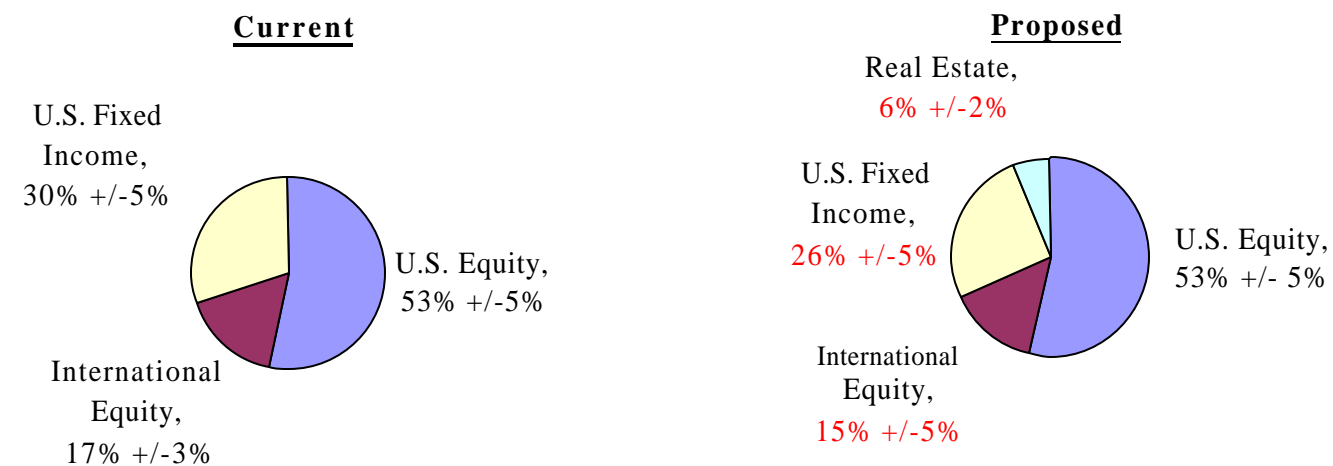 Current
U.S. Fixed
Income,
30% +/-5%
U.S. Equity,
53% +/-5%
International
Equity,
17% +/-3%
Proposed
Real Estate,
6% +/-2%
U.S. Fixed
Income,
26% +/-5%
U.S. Equity,
53% +/- 5%
International
Equity,
15% +/-5%